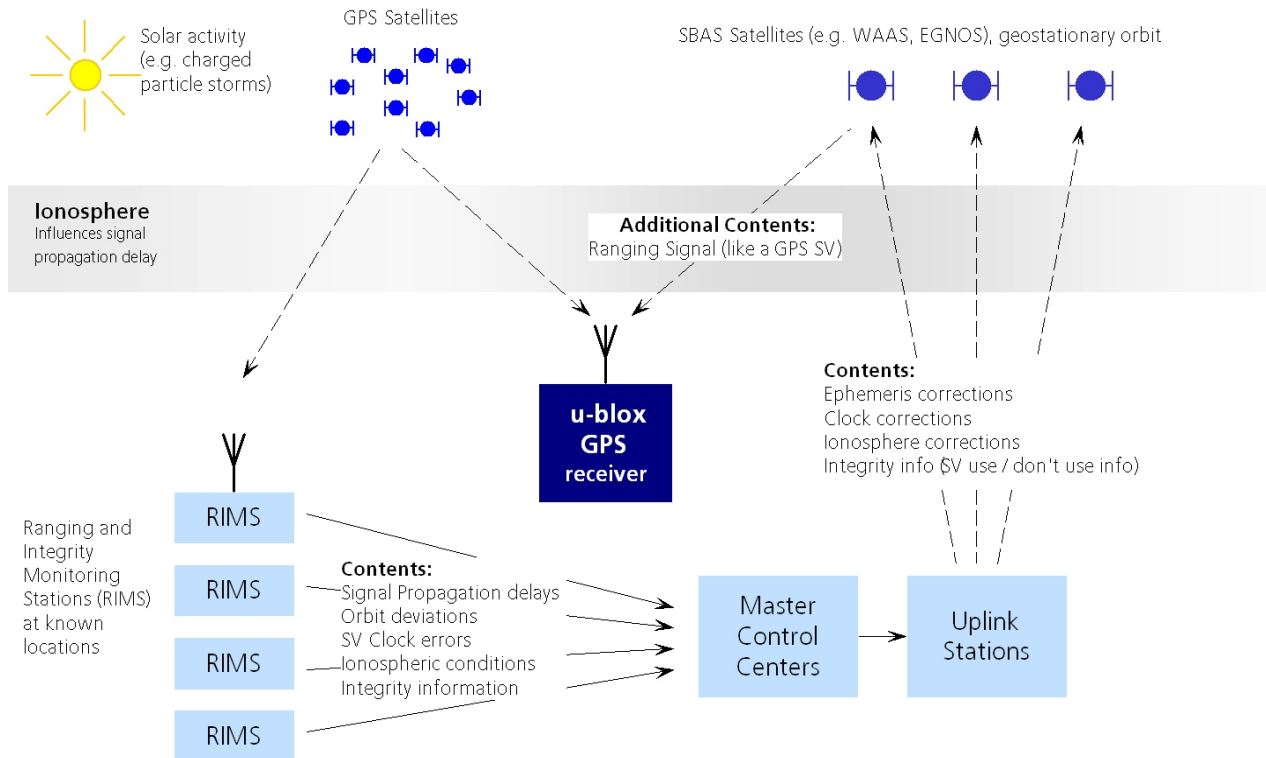 Solar activity
(e.g. charged
particle storms)
GPS Satellites
SBAS Satellites (e.g. WAAS, EGNOS), geostationary orbit
Ionosphere
Influences signal
propagation delay
Additional Contents:
Ranging Signal (like a GPS SV)
u-blox
GPS
receiver
Contents:
Ephemeris corrections
Clock corrections
Ionosphere corrections
Integrity info (SV use / don't use info)
Ranging and
Integrity
Monitoring
Stations (RIMS)
at known
locations
RIMS
RIMS
RIMS
RIMS
Contents:
Signal Propagation delays
Orbit deviations
SV Clock errors
Ionospheric conditions
Integrity information
Master
Control
Centers
Uplink
Stations